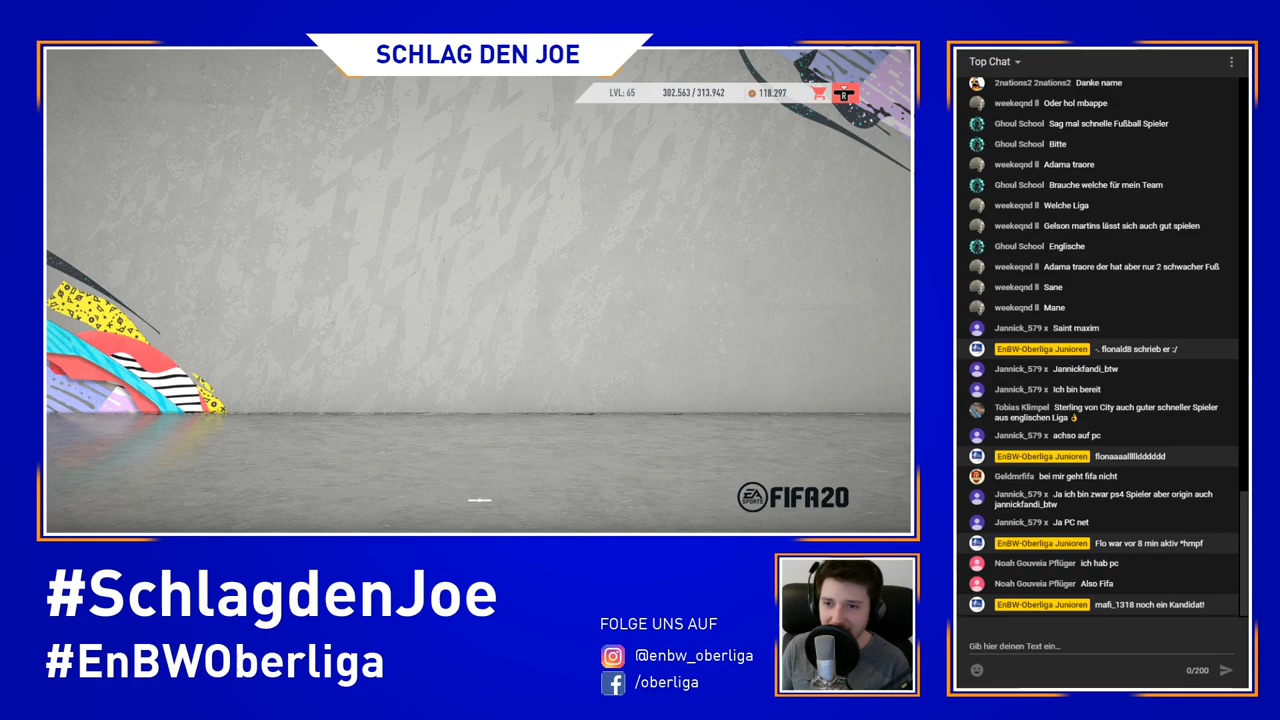 SCHLAG DEN JOE
LVL: 65 302.563 / 313.942 118.297
R
EA SPORTS FIFA20
#SchlagdenJoe
#EnBWOberliga
FOLGE UNS AUF
@enbw_oberliga
/oberliga
Top Chat
2nations2 2nations2 Danke name
weekeqnd ll Oder hol mbappe
Ghoul School Sag mal schnelle Fußball Spieler
Ghoul School Bitte
weekeqnd ll Adama traore
Ghoul School Brauche welche für mein Team
weekeqnd ll Welche Liga
weekeqnd ll Gelson martins lässt sich auch gut spielen
Ghoul School Englische
weekeqnd ll Adama traore der hat aber nur 2 schwacher Fuß
weekeqnd ll Sane
weekeqnd ll Mane
Jannick_579 x Saint maxim
EnBW-Oberliga Junioren -. flonald8 schrieb er :/
Jannick_579 x Jannickfandi_btw
Jannick_579 x Ich bin bereit
Tobias Klimpel Sterling von City auch guter schneller Spieler
aus englischen Liga 👌
Jannick_579 x achso auf pc
EnBW-Oberliga Junioren flonaaaalllllddddddd
Geldmrfifa bei mir geht fifa nicht
Jannick_579 x Ja ich bin zwar ps4 Spieler aber origin auch
jannickfandi_btw
Jannick_579 x Ja PC net
EnBW-Oberliga Junioren Flo war vor 8 min aktiv *hmpf
Noah Gouveia Pflüger ich hab pc
Noah Gouveia Pflüger Also Fifa
EnBW-Oberliga Junioren mafi_1318 noch ein Kandidat!
Gib hier deinen Text ein...
0/200